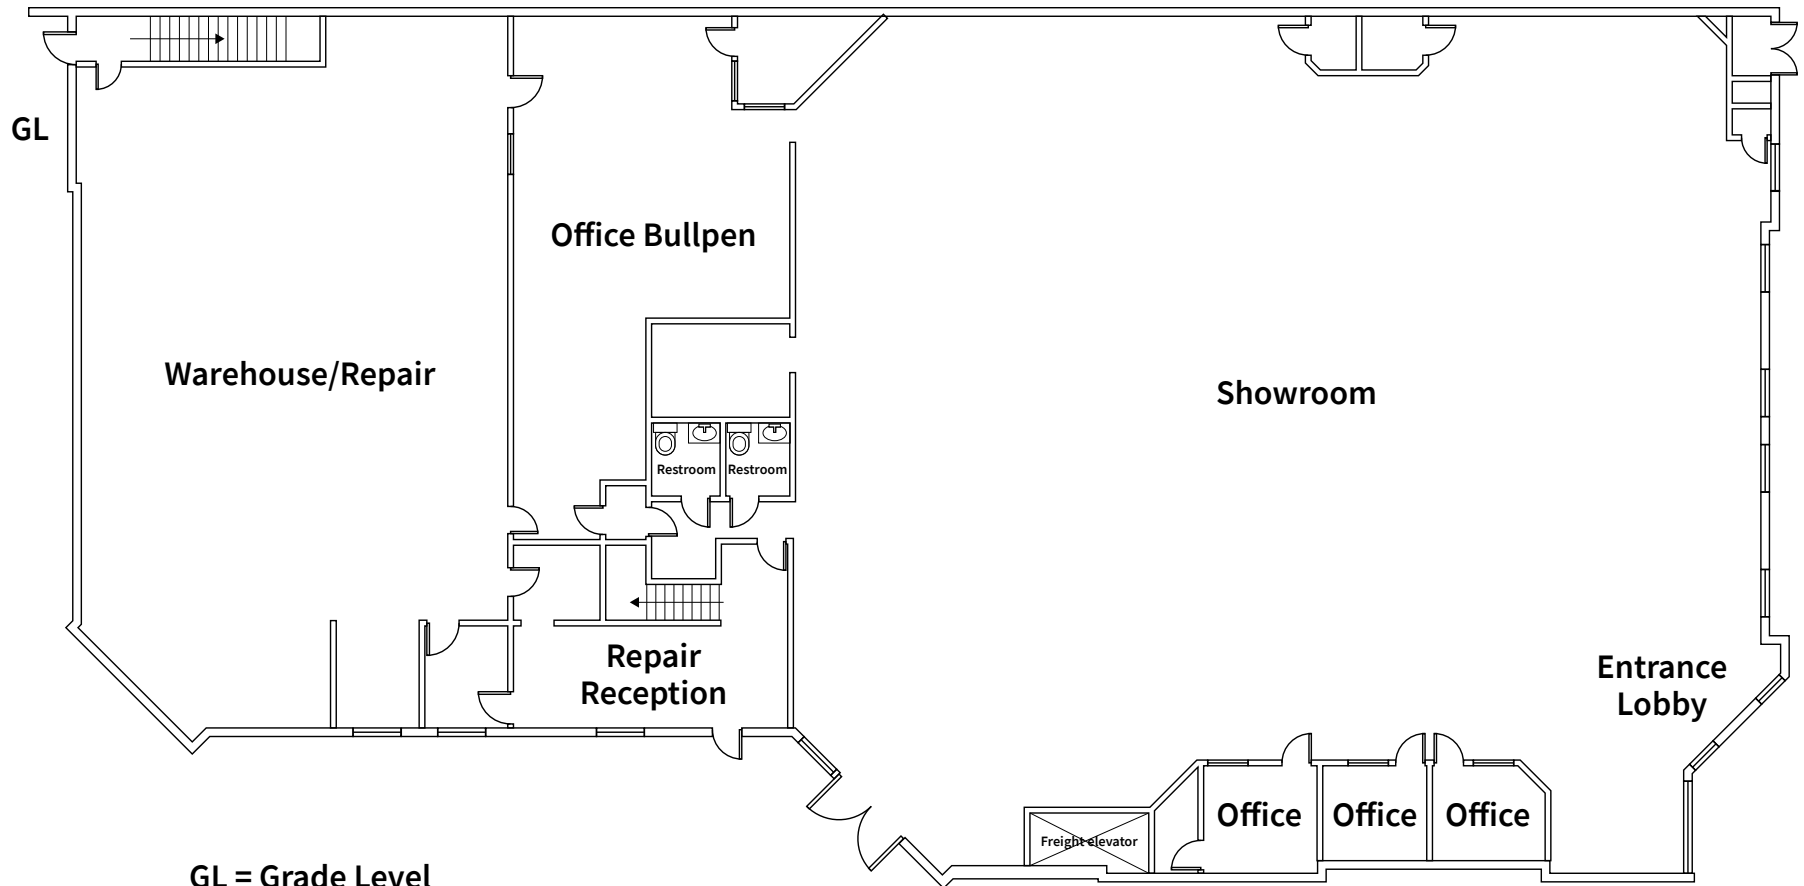 GL
Office Bullpen
Warehouse/Repair
Showroom
Restroom
Restroom
Repair
Reception
Entrance
Lobby
Office
Office
Office
Freight elevator
GL = Grade Level